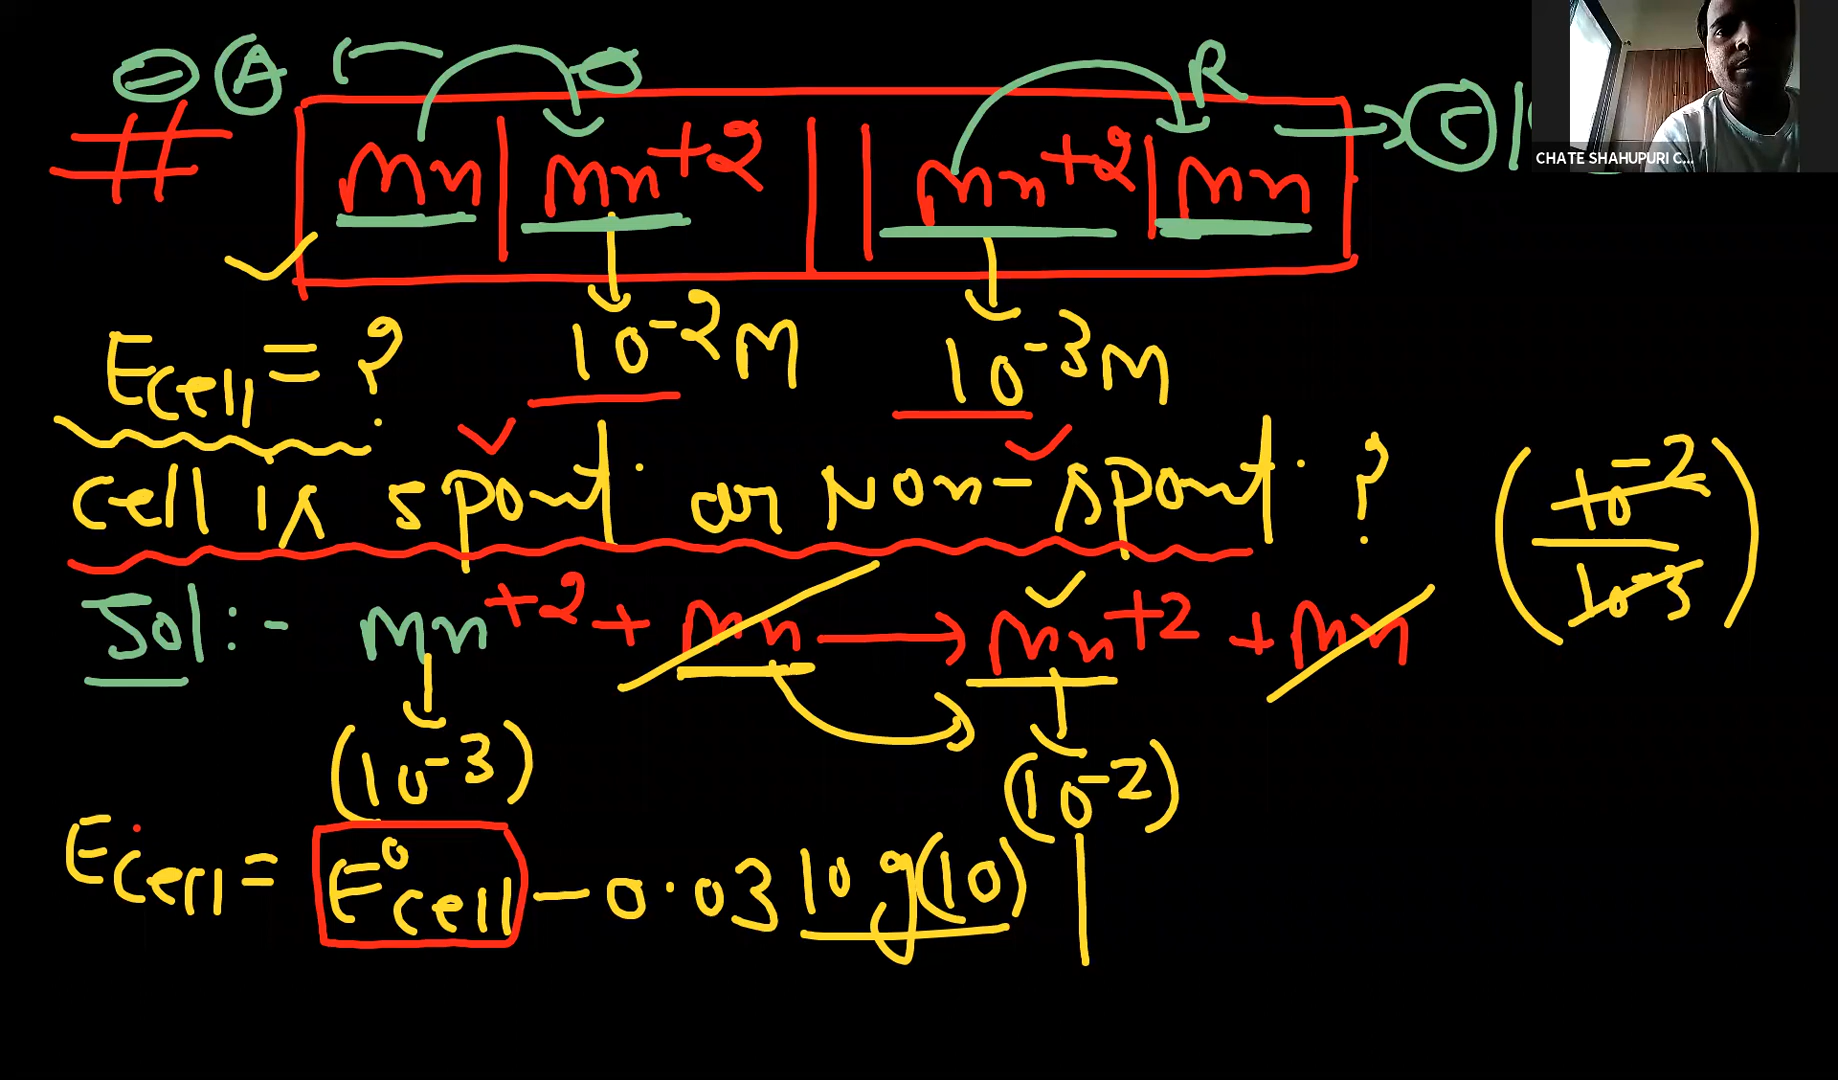 ⊖ Ⓐ O R Ⓒ
# Mn | Mn+2 || Mn+2 | Mn
CHATE SHAHUPURI C...
Ecell = ? 10-2M 10-3M
cell is spont. or Non-spont. ?
(10-2/10-3)
Sol:- Mn+2 + Mn → Mn+2 + Mn
(10-3) (10-2)
Ecell = E0cell - 0.03 log(10)